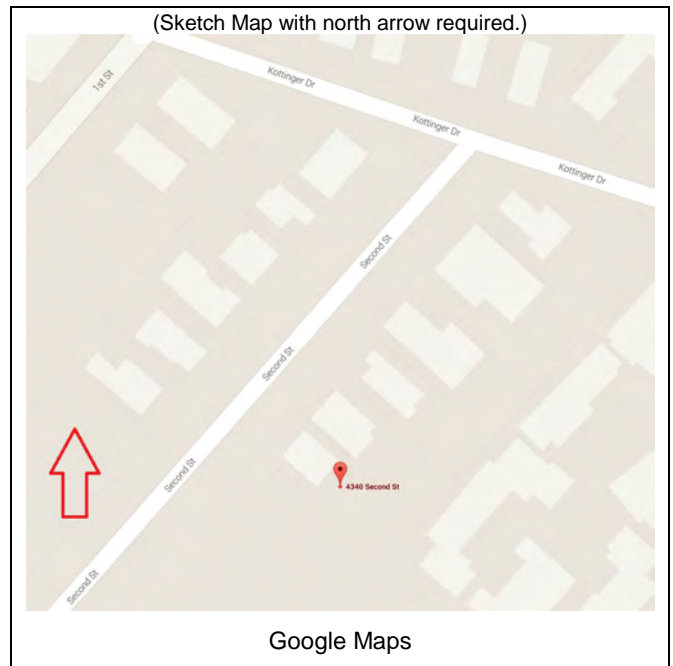 (Sketch Map with north arrow required.)
1st St
Kottinger Dr
Kottinger Dr
Kottinger Dr
Second St
Second St
Second St
Second St
4340 Second St
Google Maps